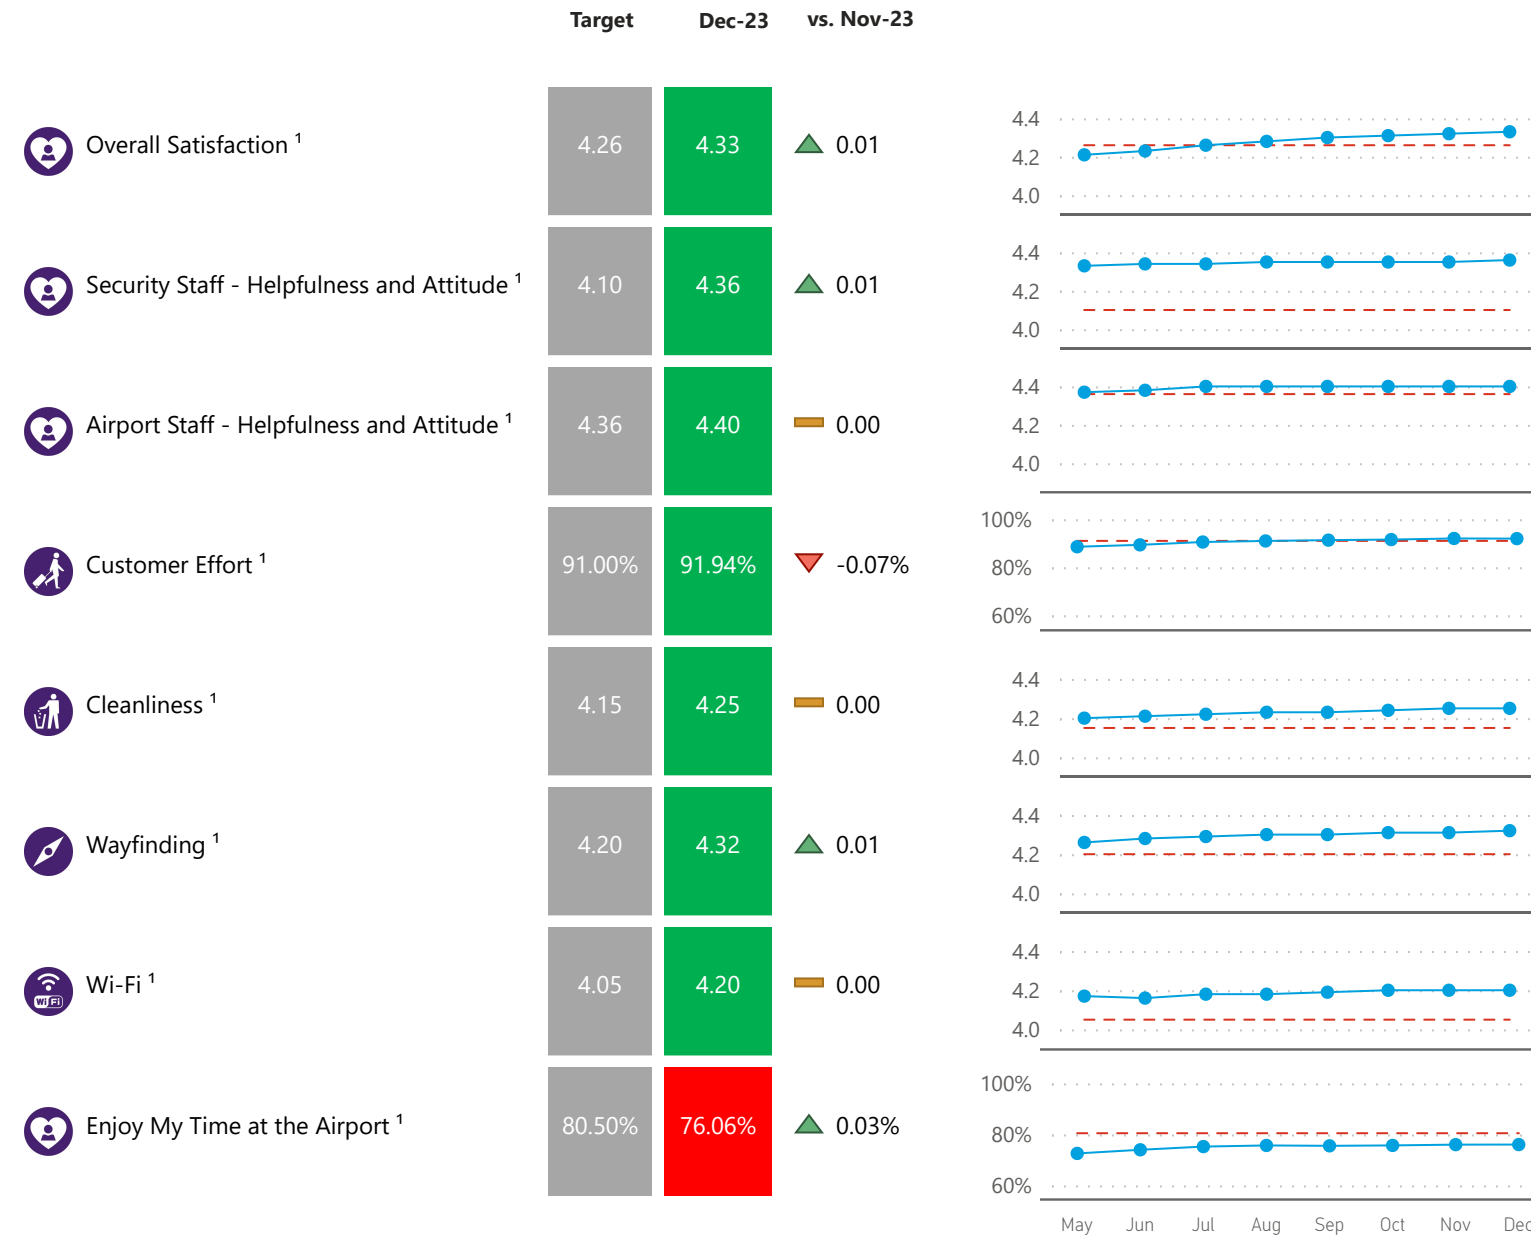 Target Dec-23 vs. Nov-23
Overall Satisfaction ¹ 4.26 4.33 0.01
4.4
4.2
4.0
Security Staff - Helpfulness and Attitude ¹ 4.10 4.36 0.01
4.4
4.2
4.0
Airport Staff - Helpfulness and Attitude ¹ 4.36 4.40 0.00
4.4
4.2
4.0
Customer Effort ¹ 91.00% 91.94% -0.07%
100%
80%
60%
Cleanliness ¹ 4.15 4.25 0.00
4.4
4.2
4.0
Wayfinding ¹ 4.20 4.32 0.01
4.4
4.2
4.0
Wi Fi
Wi-Fi ¹ 4.05 4.20 0.00
4.4
4.2
4.0
Enjoy My Time at the Airport ¹ 80.50% 76.06% 0.03%
100%
80%
60%
May Jun Jul Aug Sep Oct Nov Dec